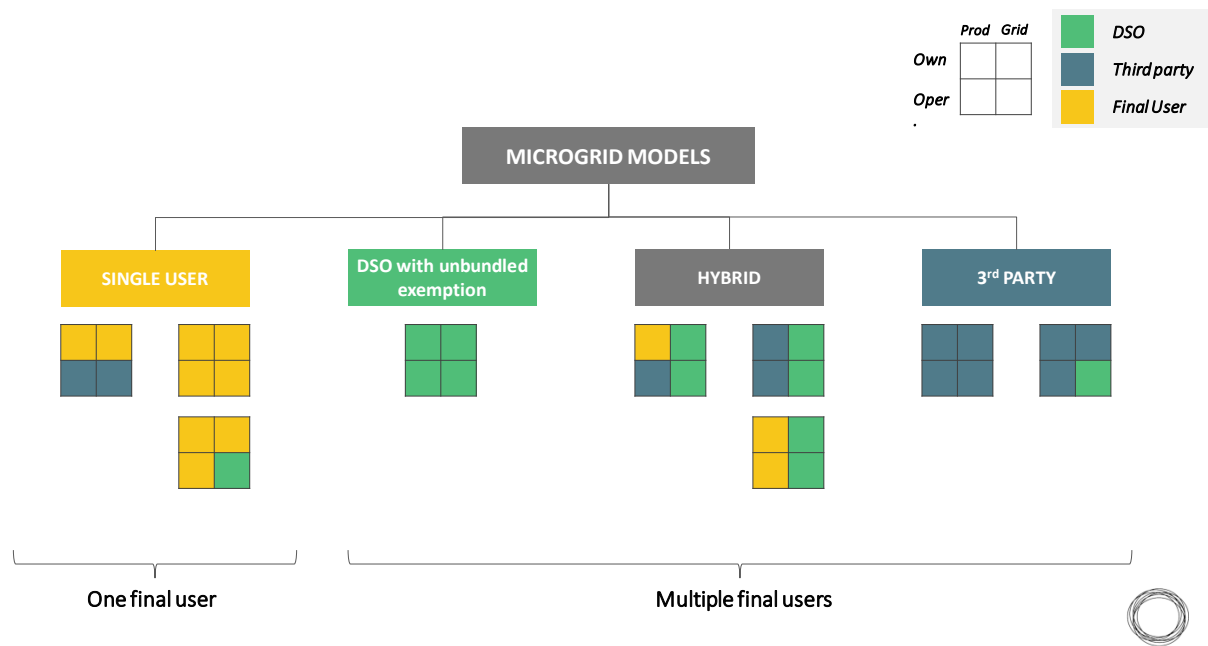 Prod Grid
Own
Oper
.
DSO
Third party
Final User
MICROGRID MODELS
SINGLE USER
DSO with unbundled
exemption
HYBRID
3rd PARTY
One final user
Multiple final users